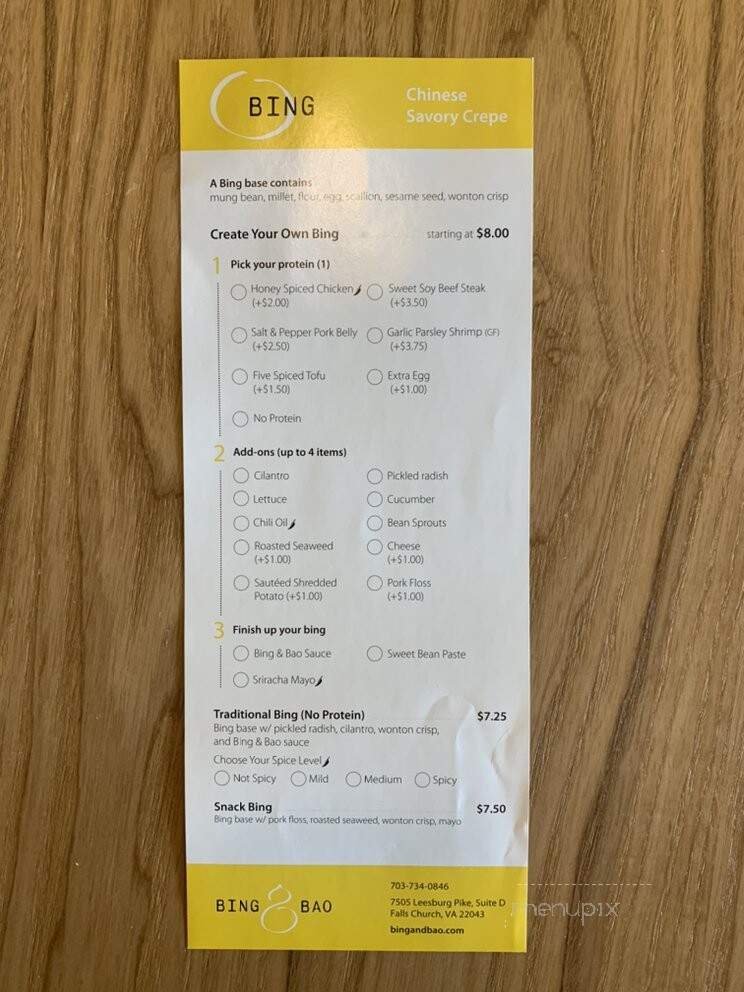 BING
Chinese
Savory Crepe
A Bing base contains
mung bean, millet, flour, egg, scallion, sesame seed, wonton crisp
Create Your Own Bing starting at $8.00
1 Pick your protein (1)
Honey Spiced Chicken Sweet Soy Beef Steak
(+$2.00) (+$3.50)
Salt & Pepper Pork Belly Garlic Parsley Shrimp (GF)
(+$2.50) (+$3.75)
Five Spiced Tofu Extra Egg
(+$1.50) (+$1.00)
No Protein
2 Add-ons (up to 4 items)
Cilantro Pickled radish
Lettuce Cucumber
Chili Oil Bean Sprouts
Roasted Seaweed Cheese
(+$1.00) (+$1.00)
Sautéed Shredded Pork Floss
Potato (+$1.00) (+$1.00)
3 Finish up your bing
Bing & Bao Sauce Sweet Bean Paste
Sriracha Mayo
Traditional Bing (No Protein) $7.25
Bing base w/ pickled radish, cilantro, wonton crisp,
and Bing & Bao sauce
Choose Your Spice Level
Not Spicy Mild Medium Spicy
Snack Bing $7.50
Bing base w/ pork floss, roasted seaweed, wonton crisp, mayo
BING & BAO
703-734-0846
7505 Leesburg Pike, Suite D
Falls Church, VA 22043
bingandbao.com
menupix